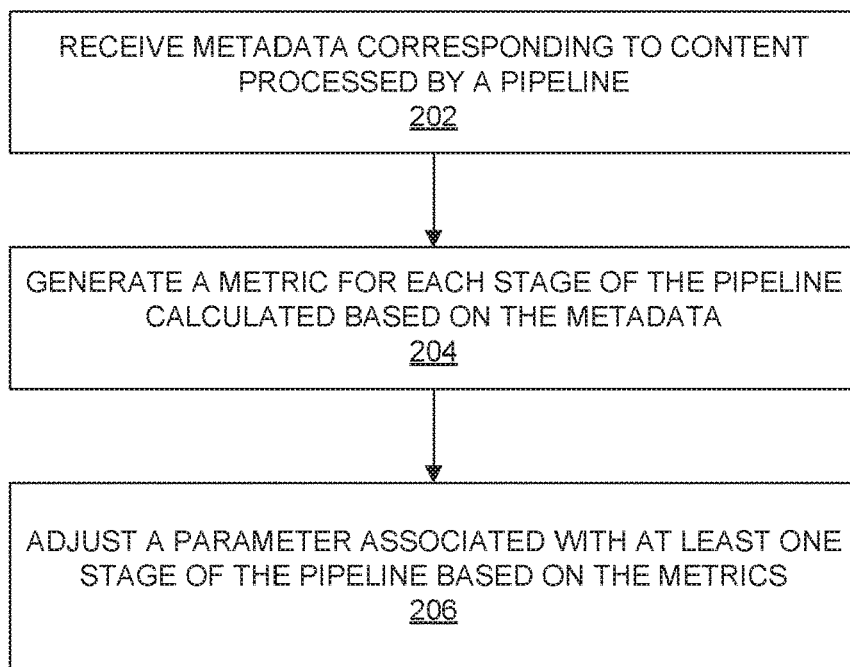 RECEIVE METADATA CORRESPONDING TO CONTENT
PROCESSED BY A PIPELINE
202
GENERATE A METRIC FOR EACH STAGE OF THE PIPELINE
CALCULATED BASED ON THE METADATA
204
ADJUST A PARAMETER ASSOCIATED WITH AT LEAST ONE
STAGE OF THE PIPELINE BASED ON THE METRICS
206